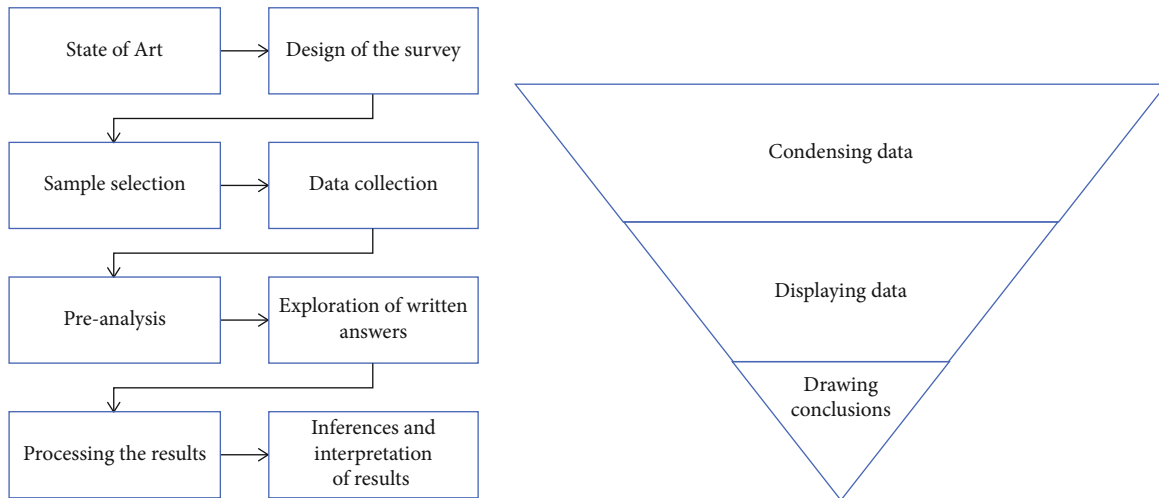 State of Art
Design of the survey
Sample selection
Data collection
Pre-analysis
Exploration of written
answers
Processing the results
Inferences and
interpretation
of results
Condensing data
Displaying data
Drawing
conclusions